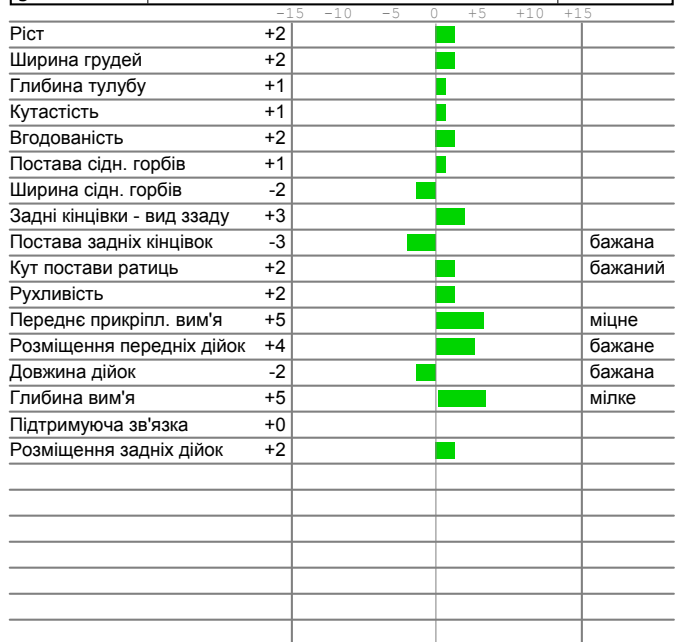 -15 -10 -5 0 +5 +10 +15
Ріст +2
Ширина грудей +2
Глибина тулубу +1
Кутастість +1
Вгодованість +2
Постава сідн. горбів +1
Ширина сідн. горбів -2
Задні кінцівки - вид ззаду +3
Постава задніх кінцівок -3 бажана
Кут постави ратиць +2 бажаний
Рухливість +2
Переднє прикріпл. вим'я +5 міцне
Розміщення передніх дійок +4 бажане
Довжина дійок -2 бажана
Глибина вим'я +5 мілке
Підтримуюча зв'язка +0
Розміщення задніх дійок +2